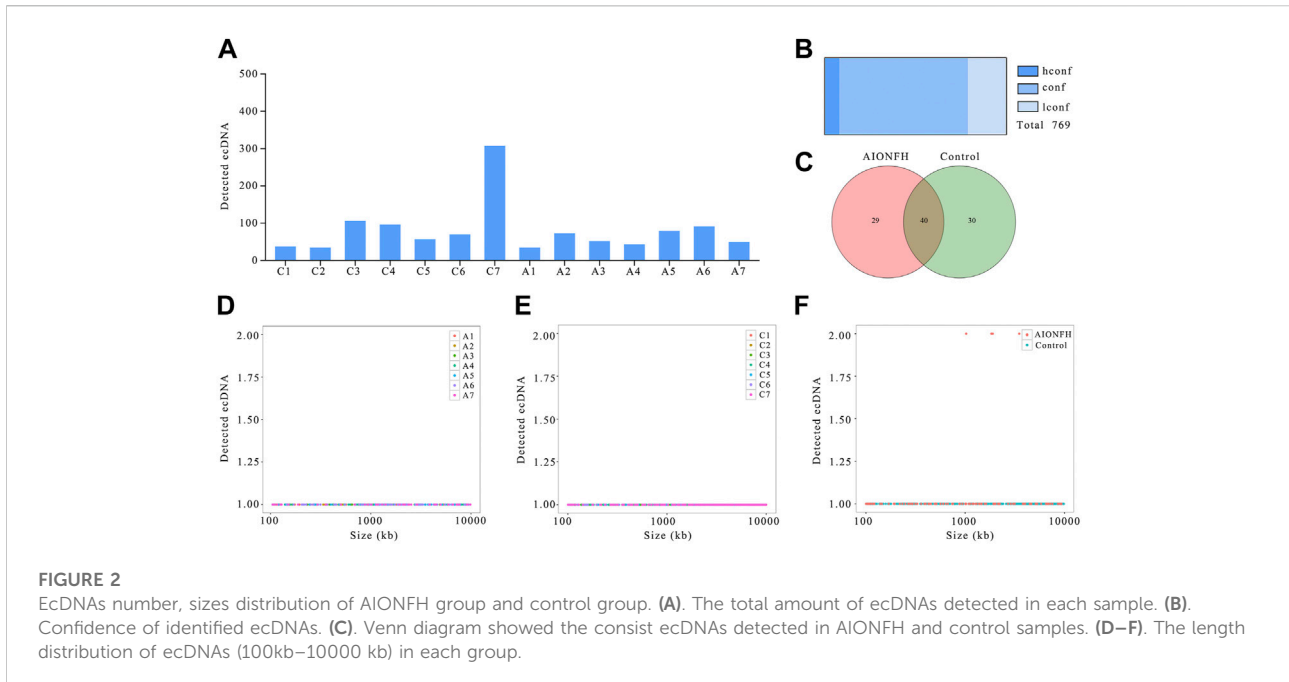 A
Detected ecDNA
500
400
300
200
100
0
C1 C2 C3 C4 C5 C6 C7 A1 A2 A3 A4 A5 A6 A7
B
hconf
conf
lconf
Total 769
C
AIONFH Control
29 40 30
D
Detected ecDNA
2.00
1.75
1.50
1.25
1.00
100 1000 10000
Size (kb)
A1
A2
A3
A4
A5
A6
A7
E
Detected ecDNA
2.00
1.75
1.50
1.25
1.00
100 1000 10000
Size (kb)
C1
C2
C3
C4
C5
C6
C7
F
Detected ecDNA
2.00
1.75
1.50
1.25
1.00
100 1000 10000
Size (kb)
AIONFH
Control
FIGURE 2
EcDNAs number, sizes distribution of AIONFH group and control group. (A). The total amount of ecDNAs detected in each sample. (B).
Confidence of identified ecDNAs. (C). Venn diagram showed the consist ecDNAs detected in AIONFH and control samples. (D–F). The length
distribution of ecDNAs (100kb–10000 kb) in each group.